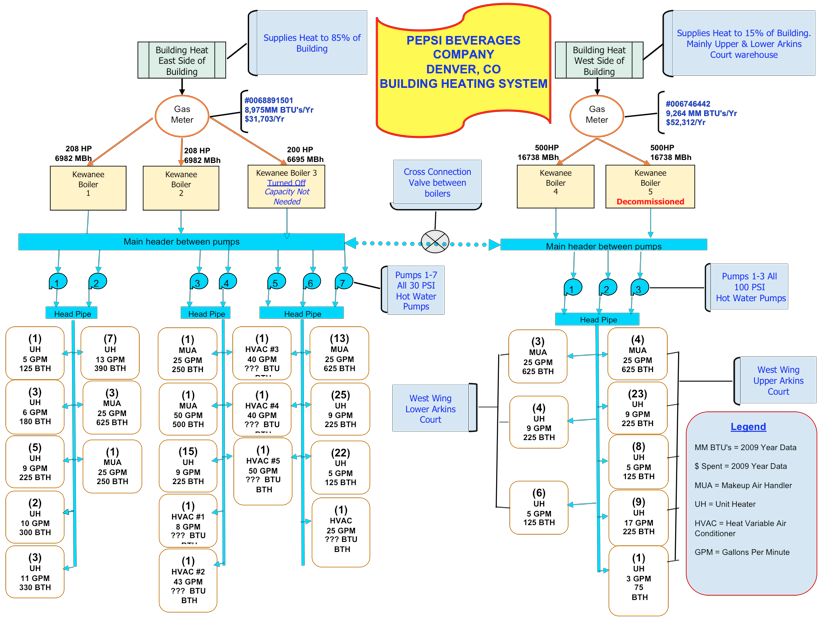 Building Heat
East Side of
Building
Supplies Heat to 85% of
Building
PEPSI BEVERAGES
COMPANY
DENVER, CO
BUILDING HEATING SYSTEM
Building Heat
West Side of
Building
Supplies Heat to 15% of Building.
Mainly Upper & Lower Arkins
Court warehouse
Gas
Meter
#0068891501
8,975MM BTU's/Yr
$31,703/Yr
Gas
Meter
#006746442
9,264 MM BTU's/Yr
$52,312/Yr
208 HP
6982 MBh
208 HP
6982 MBh
200 HP
6695 MBh
500HP
16738 MBh
500HP
16738 MBh
Kewanee
Boiler
1
Kewanee
Boiler
2
Kewanee Boiler 3
Turned Off
Capacity Not
Needed
Cross Connection
Valve between
boilers
Kewanee
Boiler
4
Kewanee
Boiler
5
Decommissioned
Main header between pumps
Main header between pumps
1
2
3
4
5
6
7
Pumps 1-7
All 30 PSI
Hot Water
Pumps
1
2
3
Pumps 1-3 All
100 PSI
Hot Water Pumps
Head Pipe
Head Pipe
Head Pipe
Head Pipe
(1)
UH
5 GPM
125 BTH
(3)
UH
6 GPM
180 BTH
(5)
UH
9 GPM
225 BTH
(2)
UH
10 GPM
300 BTH
(3)
UH
11 GPM
330 BTH
(7)
UH
13 GPM
390 BTH
(3)
MUA
25 GPM
625 BTH
(1)
MUA
25 GPM
250 BTH
(1)
MUA
25 GPM
250 BTH
(1)
MUA
50 GPM
500 BTH
(15)
UH
9 GPM
225 BTH
(1)
HVAC #1
8 GPM
??? BTU
BTH
(1)
HVAC #2
43 GPM
??? BTU
BTH
(1)
HVAC #3
40 GPM
??? BTU
BTH
(1)
HVAC #4
40 GPM
??? BTU
BTH
(1)
HVAC #5
50 GPM
??? BTU
BTH
(13)
MUA
25 GPM
625 BTH
(25)
UH
9 GPM
225 BTH
(22)
UH
5 GPM
125 BTH
(1)
HVAC
25 GPM
??? BTU
BTH
West Wing
Lower Arkins
Court
(3)
MUA
25 GPM
625 BTH
(4)
UH
9 GPM
225 BTH
(6)
UH
5 GPM
125 BTH
(4)
MUA
25 GPM
625 BTH
(23)
UH
9 GPM
225 BTH
(8)
UH
5 GPM
125 BTH
(9)
UH
17 GPM
225 BTH
(1)
UH
3 GPM
75
BTH
West Wing
Upper Arkins
Court
Legend
MM BTU's = 2009 Year Data
$ Spent = 2009 Year Data
MUA = Makeup Air Handler
UH = Unit Heater
HVAC = Heat Variable Air
Conditioner
GPM = Gallons Per Minute